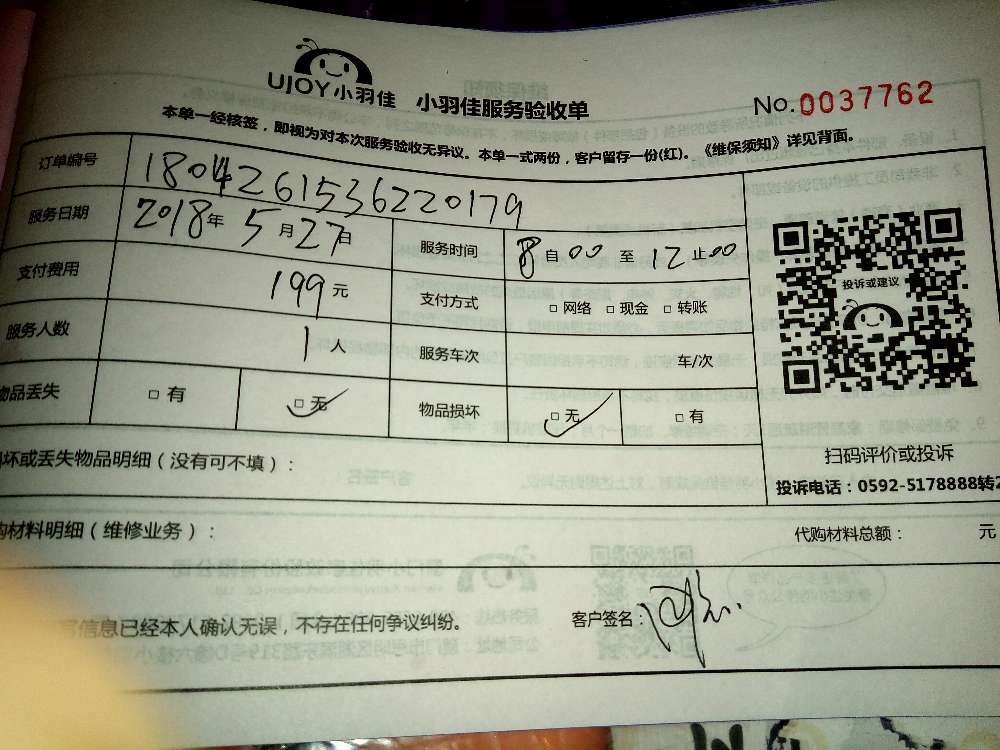 UJOY小羽佳 小羽佳服务验收单 No.0037762
本单一经核签，即视为对本次服务验收无异议。本单一式两份，客户留存一份(红)。《维保须知》详见背面。
订单编号 1804261536220179
服务日期 2018年5月27日 服务时间 8自00至12止00
支付费用 199元 支付方式 □网络 □现金 □转账
服务人数 1人 服务车次 车/次
物品丢失 □有 □无 物品损坏 □无 □有
坏或丢失物品明细（没有可不填）：
投诉或建议
扫码评价或投诉
投诉电话：0592-5178888转2
购材料明细（维修业务）： 代购材料总额： 元
写信息已经本人确认无误，不存在任何争议纠纷。 客户签名：